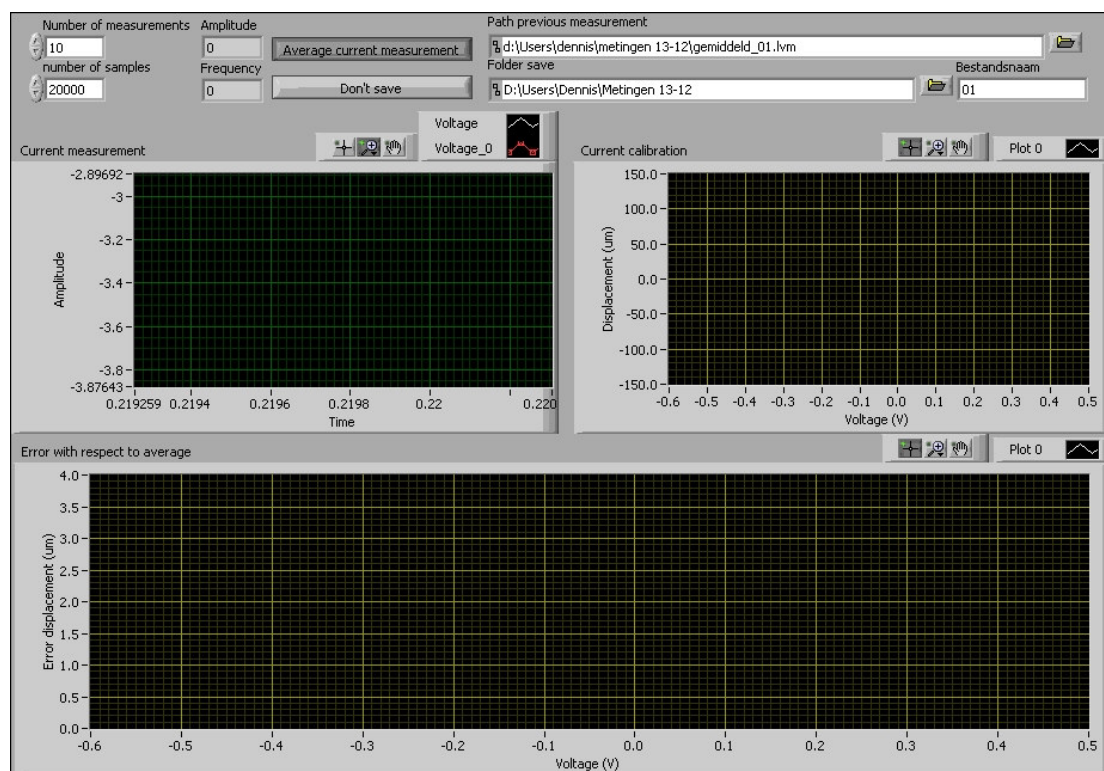 Number of measurements
10
Amplitude
0
Average current measurement
Path previous measurement
d:\Users\dennis\metingen 13-12\gemiddeld_01.lvm
number of samples
20000
Frequency
0
Don't save
Folder save
D:\Users\Dennis\Metingen 13-12
Bestandsnaam
01
Current measurement
Voltage
Voltage_0
-2.89692
-3
-3.2
-3.4
-3.6
-3.8
-3.87643
Amplitude
0.219259 0.2194 0.2196 0.2198 0.22 0.220
Time
Current calibration
Plot 0
150.0
100.0
50.0
0.0
-50.0
-100.0
-150.0
Displacement (um)
-0.6 -0.5 -0.4 -0.3 -0.2 -0.1 0.0 0.1 0.2 0.3 0.4 0.5
Voltage (V)
Error with respect to average
Plot 0
4.0
3.5
3.0
2.5
2.0
1.5
1.0
0.5
0.0
Error displacement (um)
-0.6 -0.5 -0.4 -0.3 -0.2 -0.1 0.0 0.1 0.2 0.3 0.4 0.5
Voltage (V)